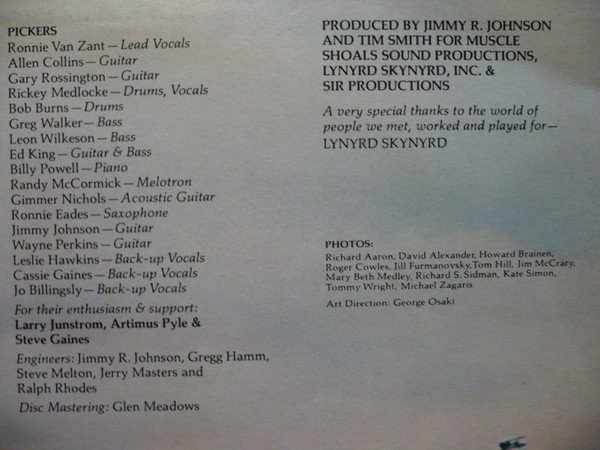 PICKERS
Ronnie Van Zant — Lead Vocals
Allen Collins — Guitar
Gary Rossington — Guitar
Rickey Medlocke — Drums, Vocals
Bob Burns — Drums
Greg Walker — Bass
Leon Wilkeson — Bass
Ed King — Guitar & Bass
Billy Powell — Piano
Randy McCormick — Melotron
Gimmer Nichols — Acoustic Guitar
Ronnie Eades — Saxophone
Jimmy Johnson — Guitar
Wayne Perkins — Guitar
Leslie Hawkins — Back-up Vocals
Cassie Gaines — Back-up Vocals
Jo Billingsly — Back-up Vocals
For their enthusiasm & support:
Larry Junstrom, Artimus Pyle &
Steve Gaines
Engineers: Jimmy R. Johnson, Gregg Hamm,
Steve Melton, Jerry Masters and
Ralph Rhodes
Disc Mastering: Glen Meadows
PRODUCED BY JIMMY R. JOHNSON
AND TIM SMITH FOR MUSCLE
SHOALS SOUND PRODUCTIONS,
LYNYRD SKYNYRD, INC. &
SIR PRODUCTIONS
A very special thanks to the world of
people we met, worked and played for—
LYNYRD SKYNYRD
PHOTOS:
Richard Aaron, David Alexander, Howard Brainen,
Roger Cowles, Jill Furmanovsky, Tom Hill, Jim McCrary,
Mary Beth Medley, Richard S. Sidman, Kate Simon,
Tommy Wright, Michael Zagaris
Art Direction: George Osaki